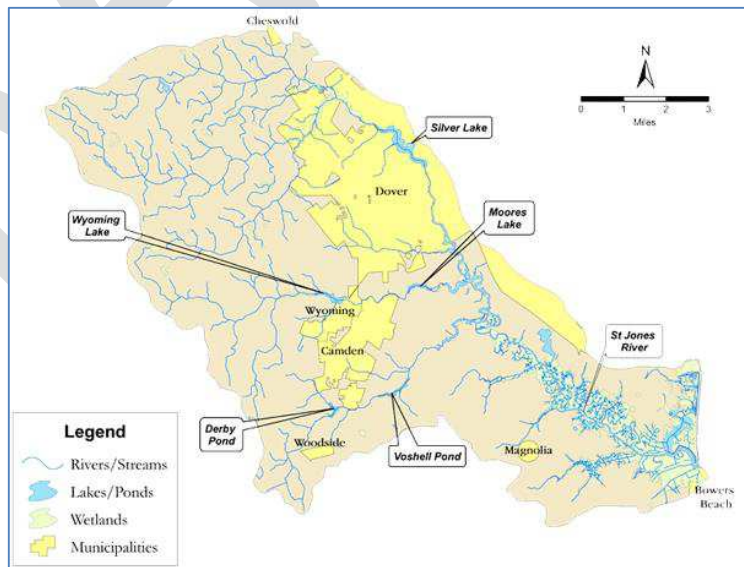 Cheswold
N
0 1 2 3
Miles
Silver Lake
Dover
Moores
Lake
Wyoming
Lake
Wyoming
Camden
St Jones
River
Derby
Pond
Woodside
Voshell Pond
Magnolia
Bowers
Beach
Legend
Rivers/Streams
Lakes/Ponds
Wetlands
Municipalities